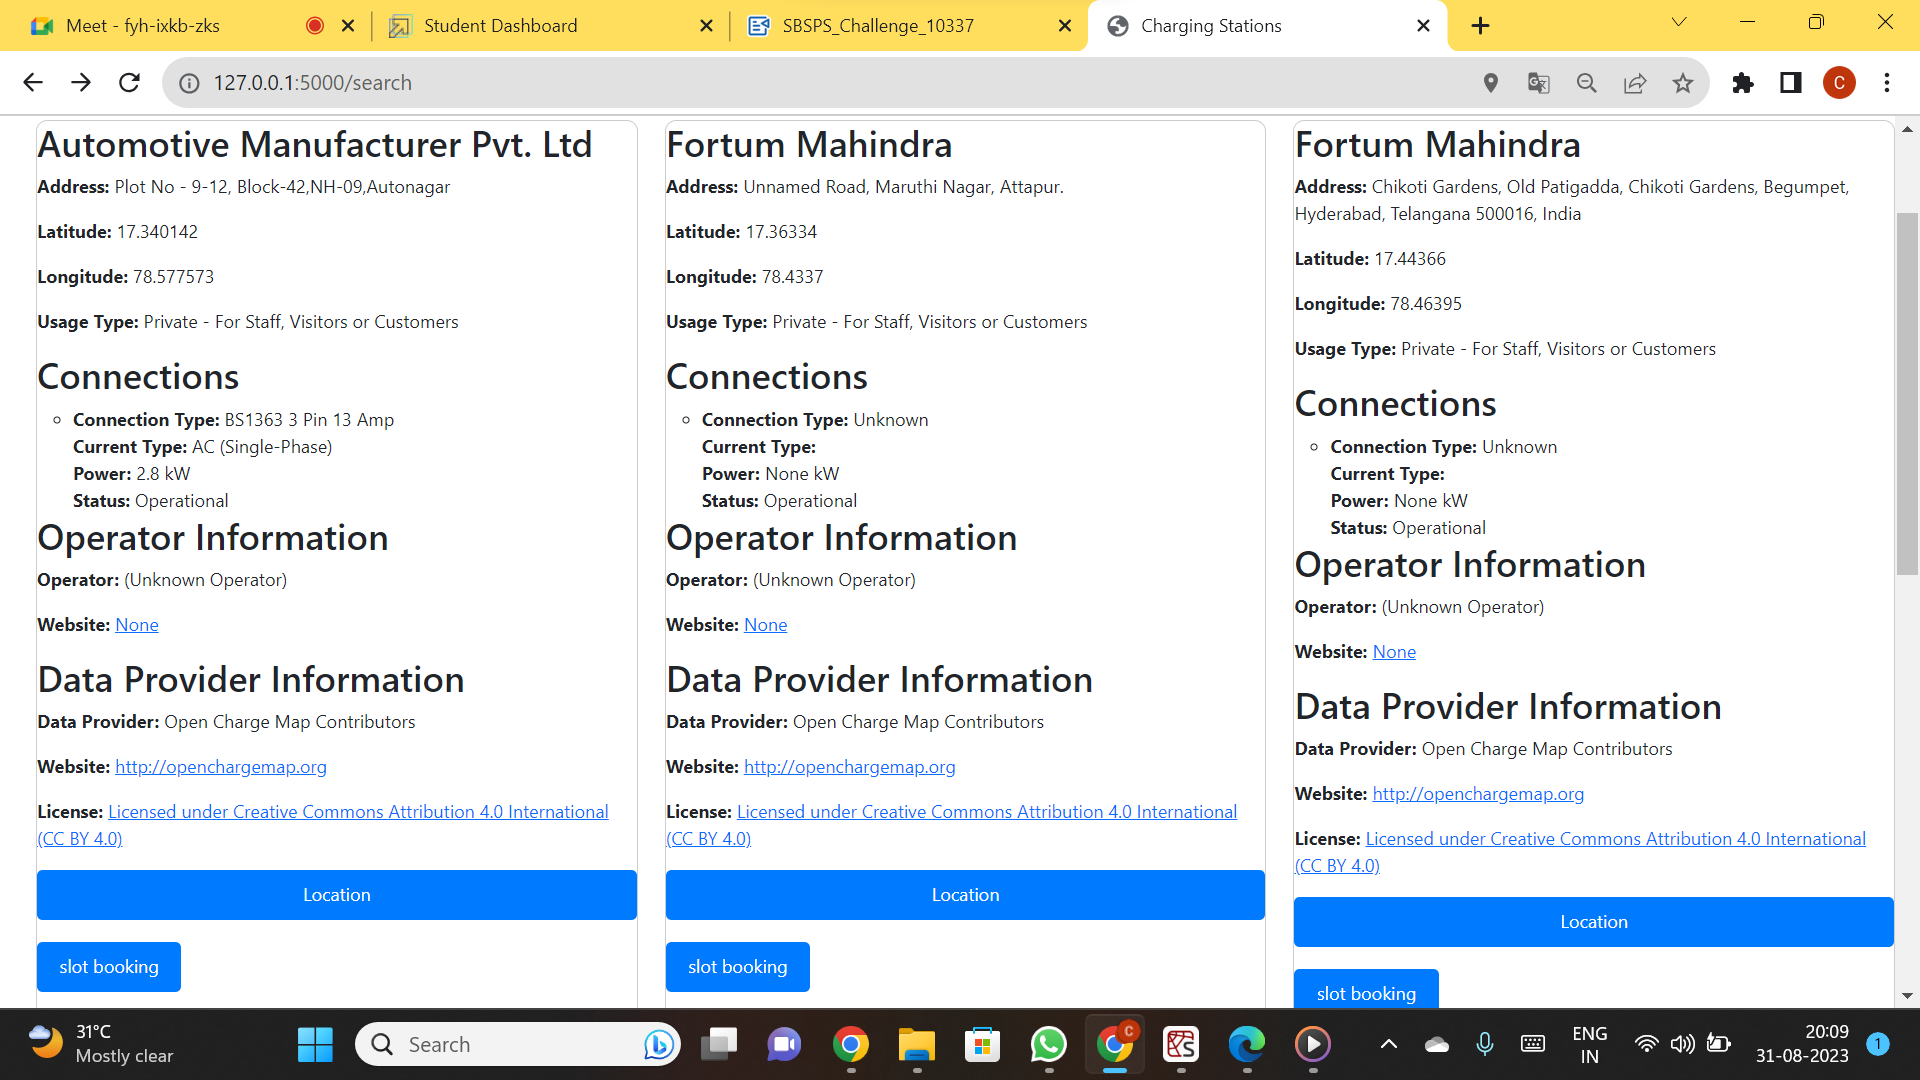 Meet - fyh-ixkb-zks
Student Dashboard
SBSPS_Challenge_10337
Charging Stations
127.0.0.1:5000/search
C
Automotive Manufacturer Pvt. Ltd
Address: Plot No - 9-12, Block-42,NH-09,Autonagar
Latitude: 17.340142
Longitude: 78.577573
Usage Type: Private - For Staff, Visitors or Customers
Connections
Connection Type: BS1363 3 Pin 13 Amp
Current Type: AC (Single-Phase)
Power: 2.8 kW
Status: Operational
Operator Information
Operator: (Unknown Operator)
Website: None
Data Provider Information
Data Provider: Open Charge Map Contributors
Website: http://openchargemap.org
License: Licensed under Creative Commons Attribution 4.0 International
(CC BY 4.0)
Location
slot booking
Fortum Mahindra
Address: Unnamed Road, Maruthi Nagar, Attapur.
Latitude: 17.36334
Longitude: 78.4337
Usage Type: Private - For Staff, Visitors or Customers
Connections
Connection Type: Unknown
Current Type:
Power: None kW
Status: Operational
Operator Information
Operator: (Unknown Operator)
Website: None
Data Provider Information
Data Provider: Open Charge Map Contributors
Website: http://openchargemap.org
License: Licensed under Creative Commons Attribution 4.0 International
(CC BY 4.0)
Location
slot booking
Fortum Mahindra
Address: Chikoti Gardens, Old Patigadda, Chikoti Gardens, Begumpet,
Hyderabad, Telangana 500016, India
Latitude: 17.44366
Longitude: 78.46395
Usage Type: Private - For Staff, Visitors or Customers
Connections
Connection Type: Unknown
Current Type:
Power: None kW
Status: Operational
Operator Information
Operator: (Unknown Operator)
Website: None
Data Provider Information
Data Provider: Open Charge Map Contributors
Website: http://openchargemap.org
License: Licensed under Creative Commons Attribution 4.0 International
(CC BY 4.0)
Location
slot booking
31°C
Mostly clear
Search
C
ENG
IN
20:09
31-08-2023
1